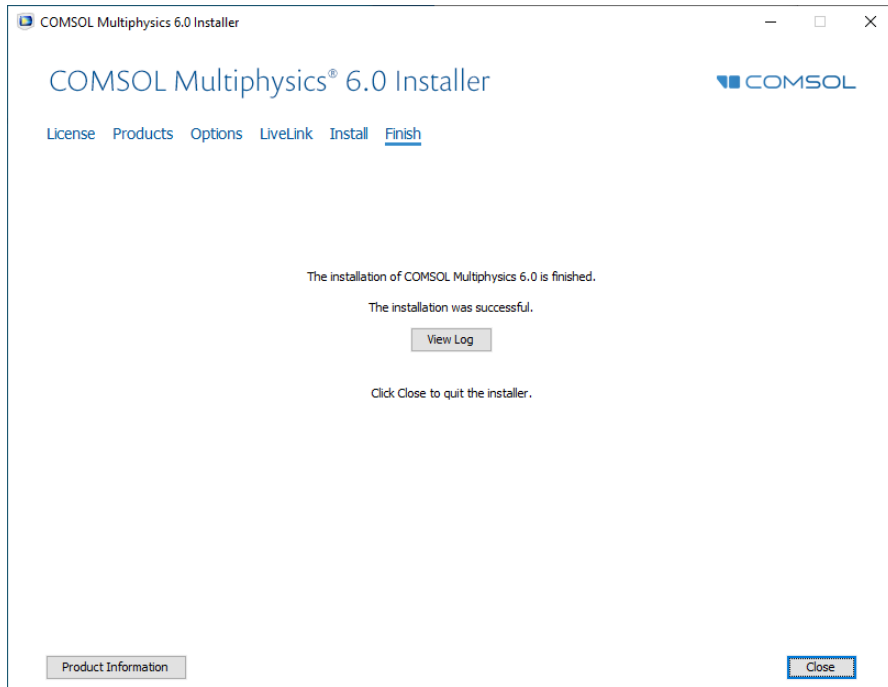 COMSOL Multiphysics 6.0 Installer
COMSOL Multiphysics® 6.0 Installer
COMSOL
License Products Options LiveLink Install Finish
The installation of COMSOL Multiphysics 6.0 is finished.
The installation was successful.
View Log
Click Close to quit the installer.
Product Information
Close